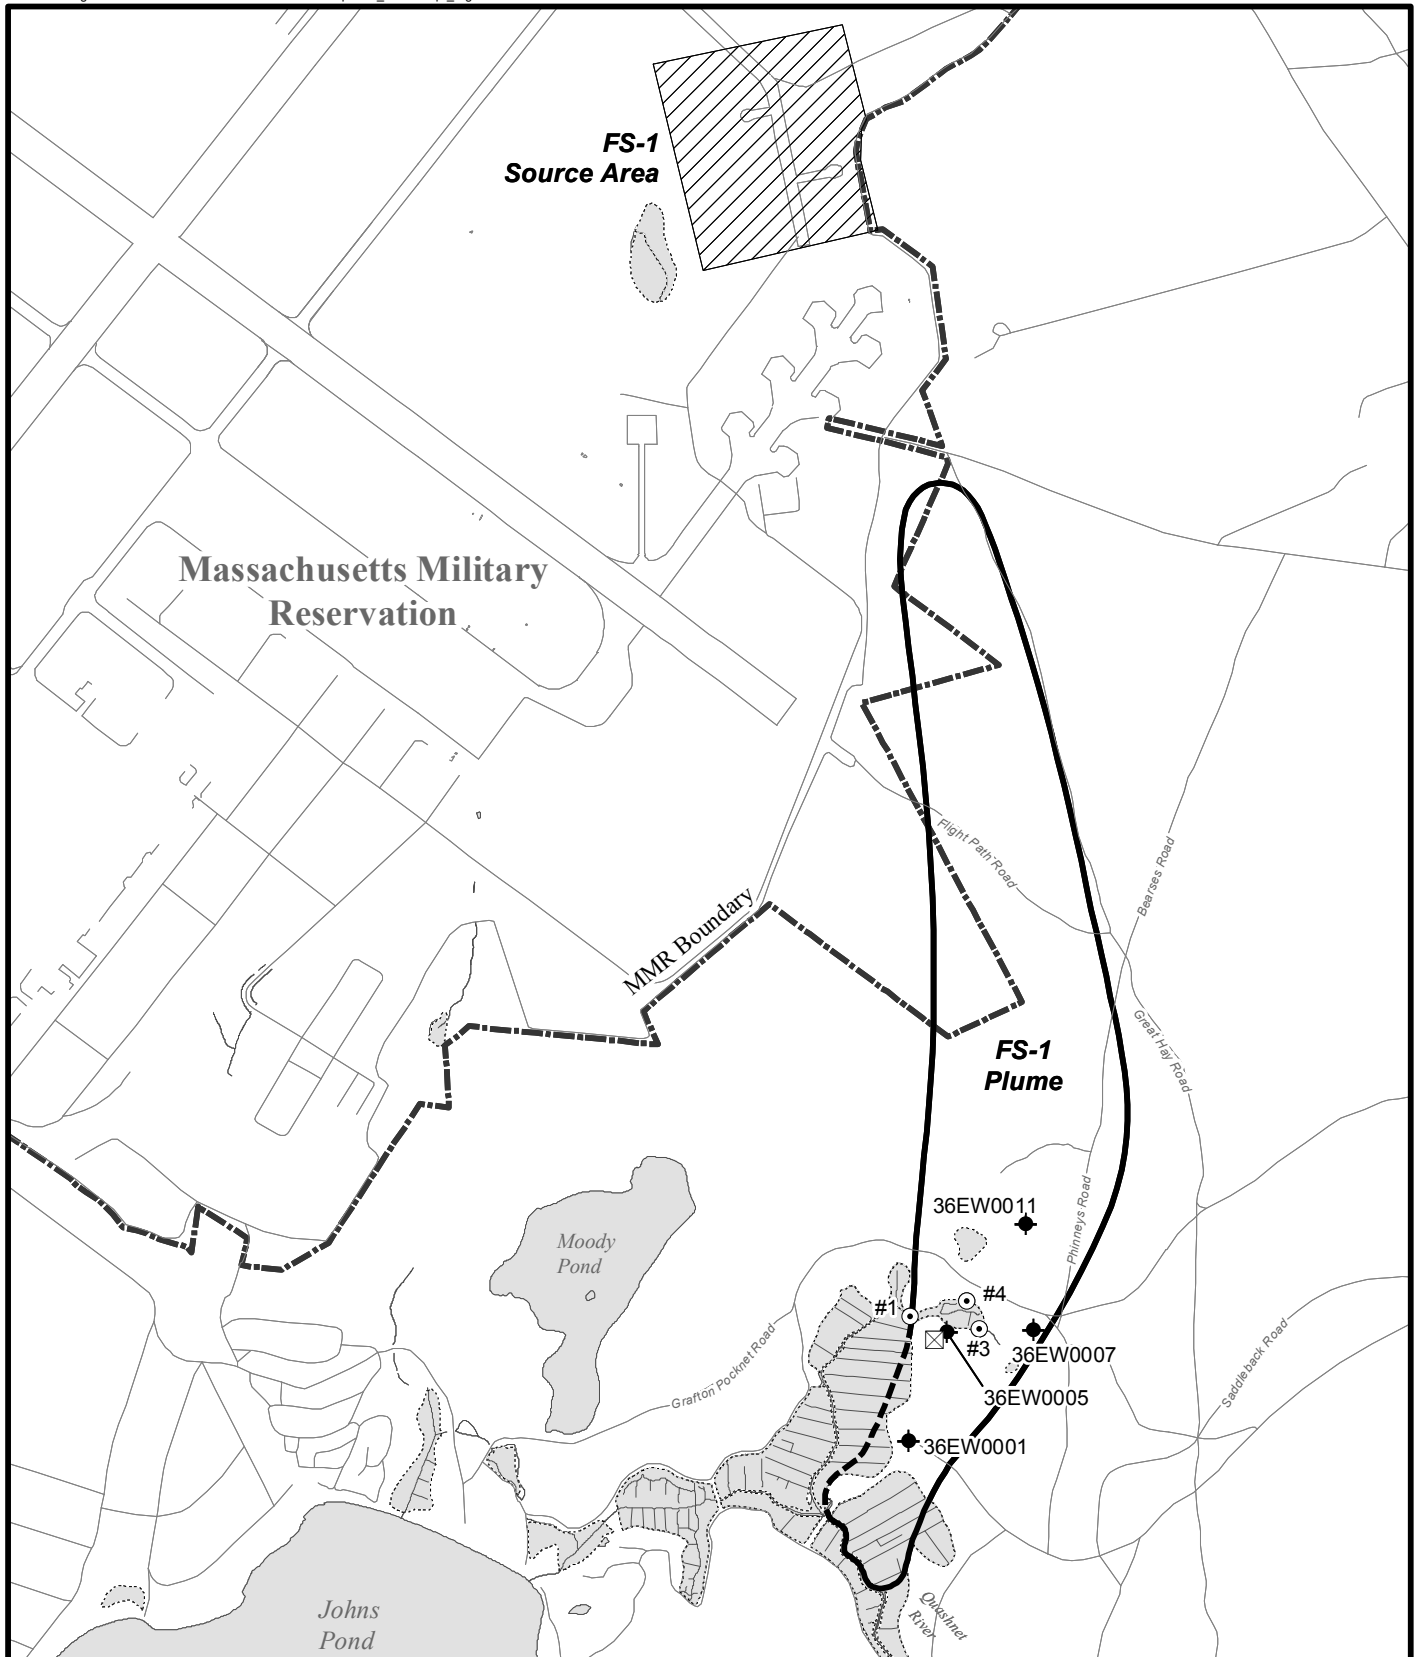 FS-1
Source Area
Massachusetts Military
Reservation
Flight Path Road
Bearses Road
MMR Boundary
Great Hay Road
FS-1
Plume
Phinneys Road
36EW0011
Moody
Pond
#4
#1
#3
36EW0007
Grafton Pocknet Road
Saddleback Road
36EW0005
36EW0001
Quashnet
River
Johns
Pond